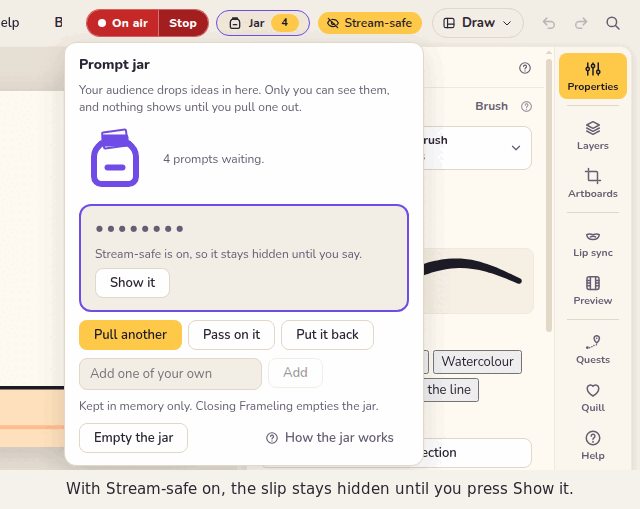 elp
On air
Stop
Jar
4
Stream-safe
Draw
Prompt jar
Your audience drops ideas in here. Only you can see them,
and nothing shows until you pull one out.
4 prompts waiting.
Stream-safe is on, so it stays hidden until you say.
Show it
Pull another
Pass on it
Put it back
Add one of your own
Add
Kept in memory only. Closing Frameling empties the jar.
Empty the jar
How the jar works
Brush
rush
Watercolour
the line
ection
Properties
Layers
Artboards
Lip sync
Preview
Quests
Quill
Help
With Stream-safe on, the slip stays hidden until you press Show it.